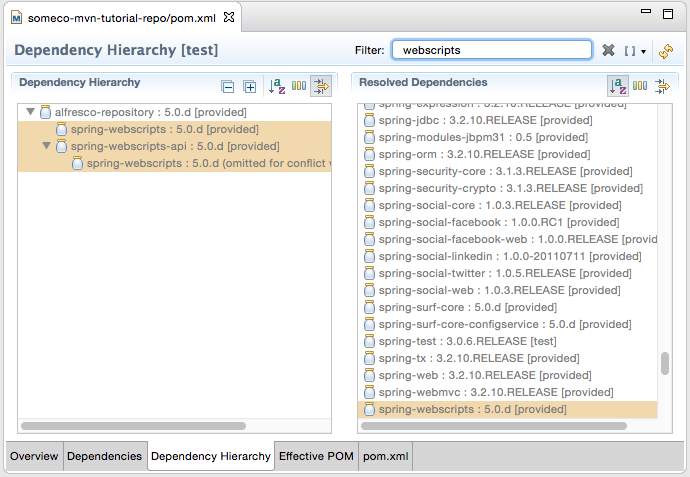 someco-mvn-tutorial-repo/pom.xml
Dependency Hierarchy [test]
Filter:
webscripts
Dependency Hierarchy
alfresco-repository : 5.0.d [provided]
spring-webscripts : 5.0.d [provided]
spring-webscripts-api : 5.0.d [provided]
spring-webscripts : 5.0.d (omitted for conflict
Resolved Dependencies
spring-expression : 3.2.10.RELEASE [provided]
spring-jdbc : 3.2.10.RELEASE [provided]
spring-modules-jbpm31 : 0.5 [provided]
spring-orm : 3.2.10.RELEASE [provided]
spring-security-core : 3.1.3.RELEASE [provided]
spring-security-crypto : 3.1.3.RELEASE [provided]
spring-social-core : 1.0.3.RELEASE [provided]
spring-social-facebook : 1.0.0.RC1 [provided]
spring-social-facebook-web : 1.0.0.RELEASE [provid
spring-social-linkedin : 1.0.0-20110711 [provided]
spring-social-twitter : 1.0.5.RELEASE [provided]
spring-social-web : 1.0.3.RELEASE [provided]
spring-surf-core : 5.0.d [provided]
spring-surf-core-configservice : 5.0.d [provided]
spring-test : 3.0.6.RELEASE [test]
spring-tx : 3.2.10.RELEASE [provided]
spring-web : 3.2.10.RELEASE [provided]
spring-webmvc : 3.2.10.RELEASE [provided]
spring-webscripts : 5.0.d [provided]
Overview
Dependencies
Dependency Hierarchy
Effective POM
pom.xml